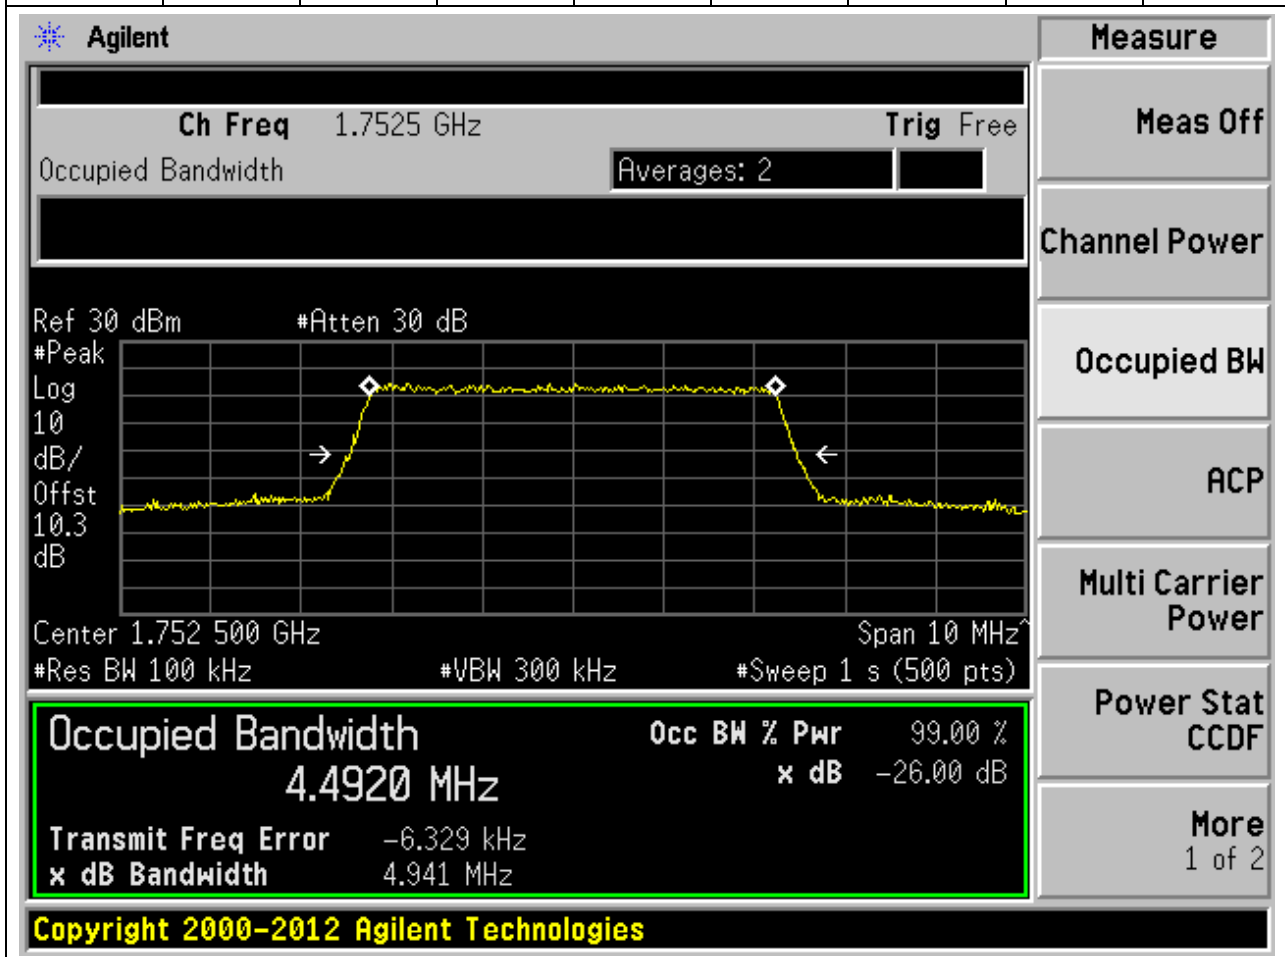 Agilent
Measure
Ch Freq 1.7525 GHz Trig Free
Meas Off
Occupied Bandwidth Averages: 2
Channel Power
Ref 30 dBm #Atten 30 dB
#Peak
Log
10
dB/
Offst
10.3
dB
Occupied BW
ACP
Center 1.752 500 GHz Span 10 MHz^
#Res BW 100 kHz #VBW 300 kHz #Sweep 1 s (500 pts)
Multi Carrier
Power
Occupied Bandwidth Occ BW % Pwr 99.00 %
4.4920 MHz x dB -26.00 dB
Transmit Freq Error -6.329 kHz
x dB Bandwidth 4.941 MHz
Power Stat
CCDF
More
1 of 2
Copyright 2000-2012 Agilent Technologies